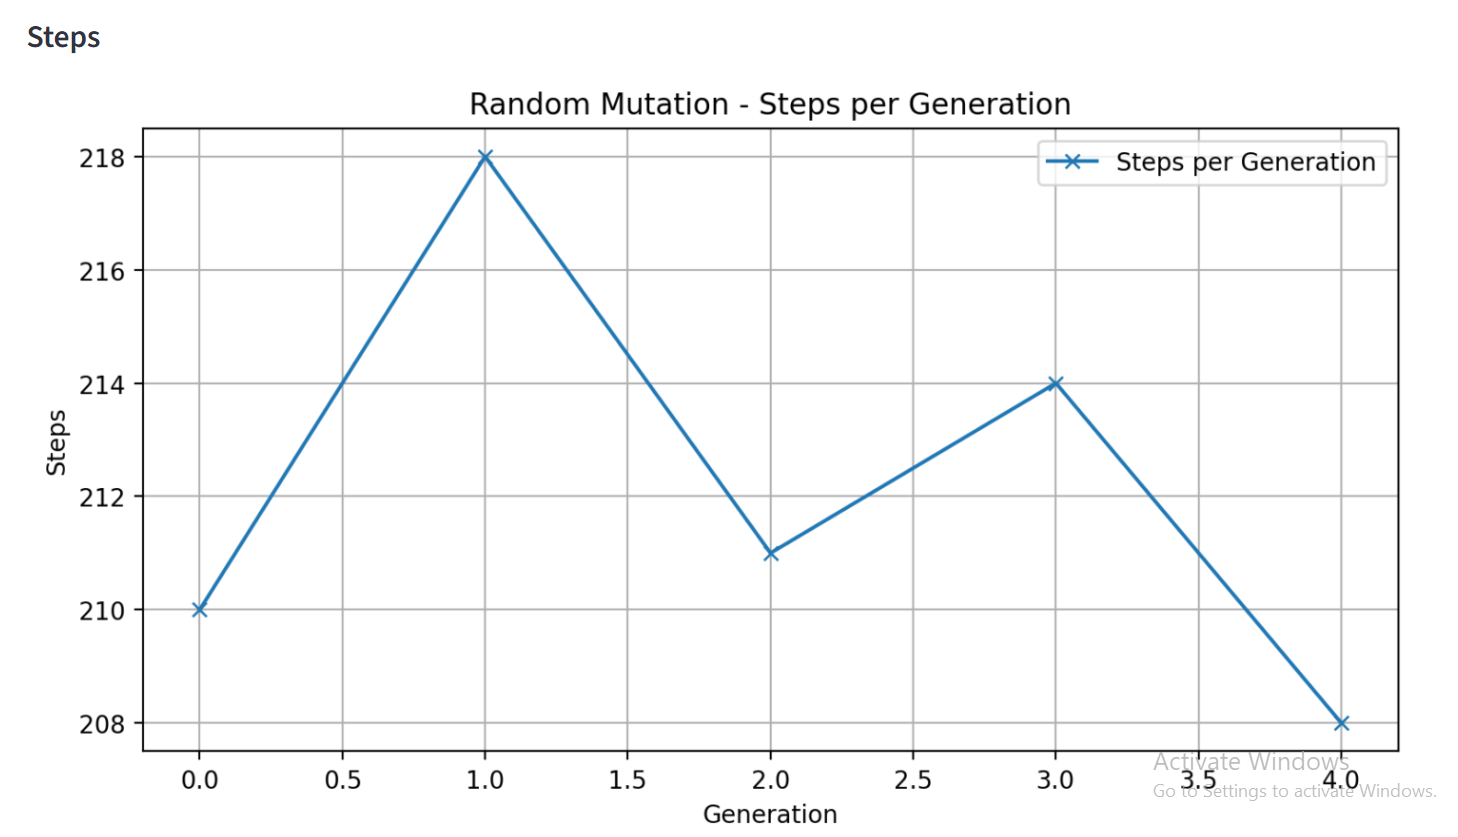 Steps
Random Mutation - Steps per Generation
Steps per Generation
218
216
214
212
210
208
Steps
0.0 0.5 1.0 1.5 2.0 2.5 3.0 3.5 4.0
Generation
Activate Windows
Go to Settings to activate Windows.